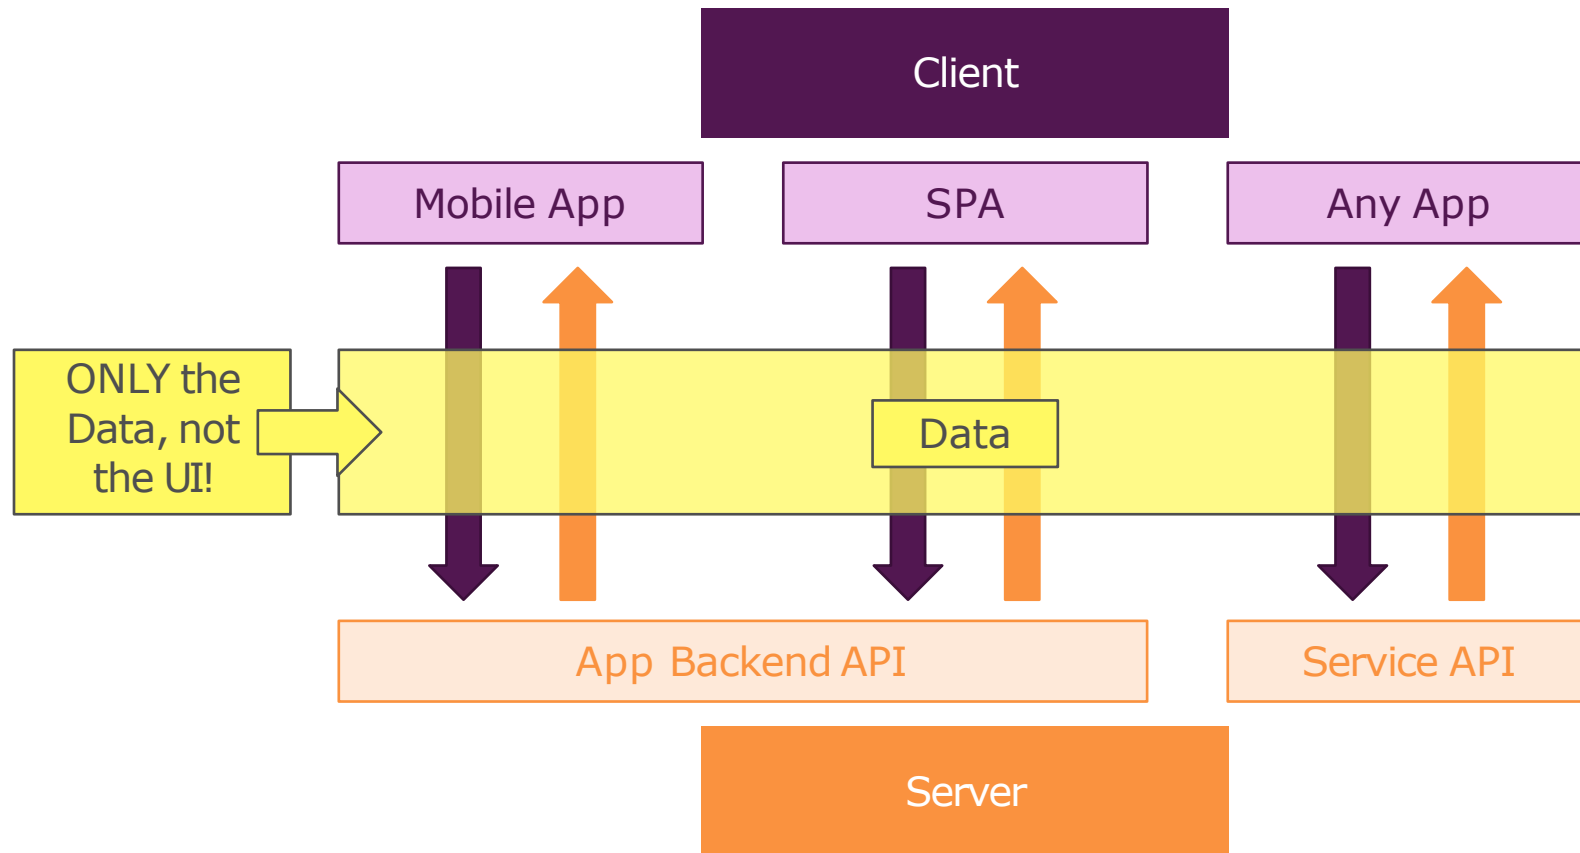 Client
Mobile App
SPA
Any App
ONLY the
Data, not
the UI!
Data
App Backend API
Service API
Server